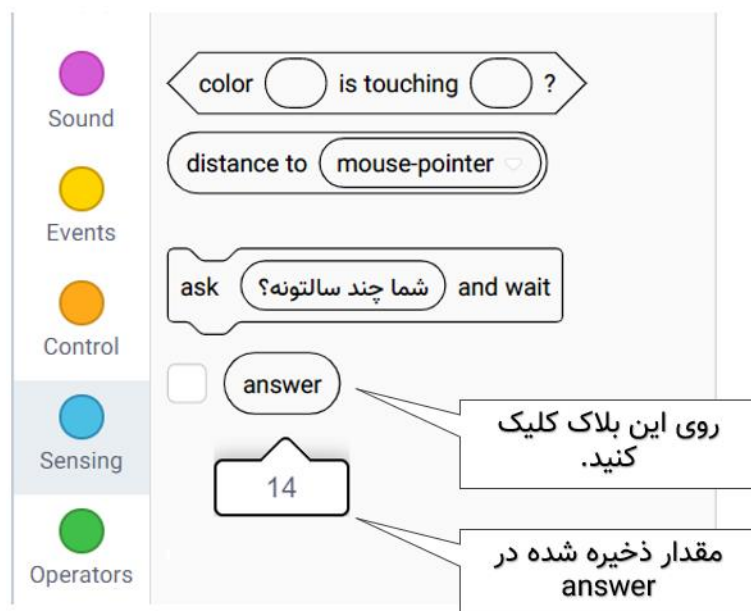 Sound
Events
Control
Sensing
Operators
color is touching ?
distance to mouse-pointer
ask شما چند سالتونه؟ and wait
answer
14
روی این بلاک کلیک
کنید.
مقدار ذخیره شده در
answer